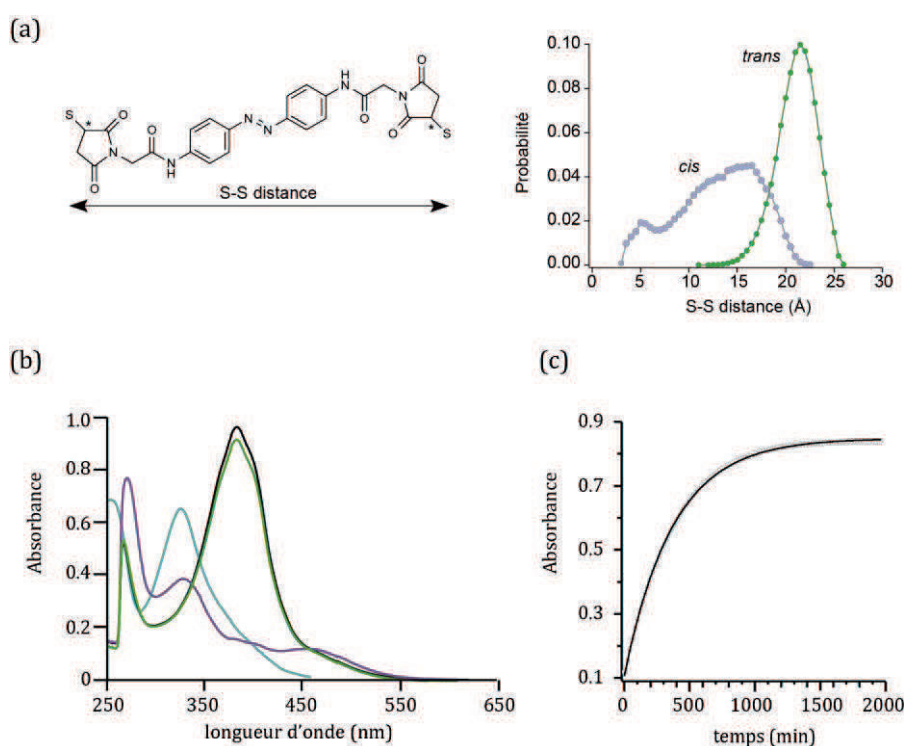 (a)
O
N
H
O
N
O
O
S
*
O
N
O
O
N
H
N
N
O
* S
S-S distance
0.10
0.08
0.06
0.04
0.02
0.00
Probabilité
trans
cis
0 5 10 15 20 25 30
S-S distance (Å)
(b)
1.0
0.8
0.6
0.4
0.2
0
Absorbance
250 350 450 550 650
longueur d'onde (nm)
(c)
0.9
0.7
0.5
0.3
0.1
Absorbance
0 500 1000 1500 2000
temps (min)